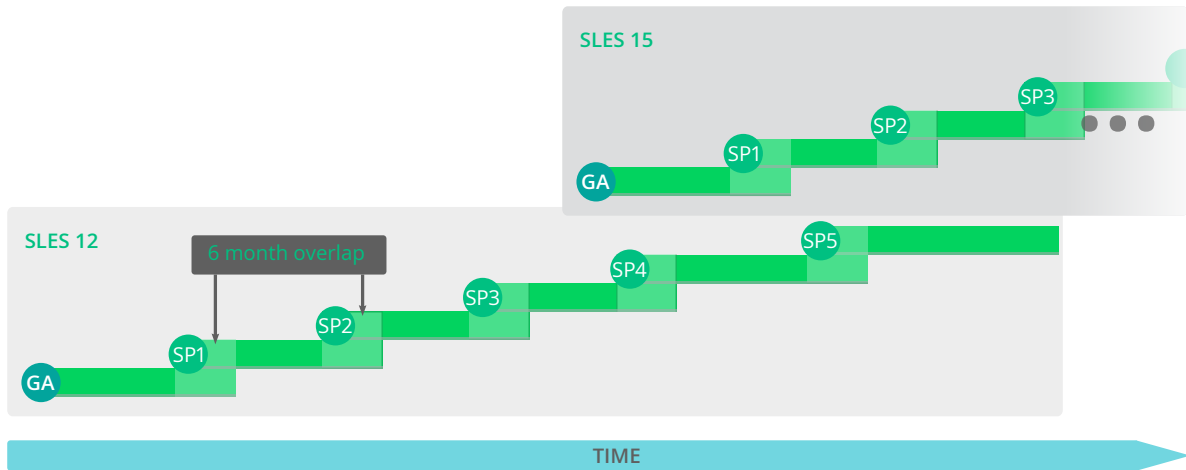 SLES 15
SP3
SP2
SP1
GA
SLES 12
6 month overlap
SP5
SP4
SP3
SP2
SP1
GA
TIME